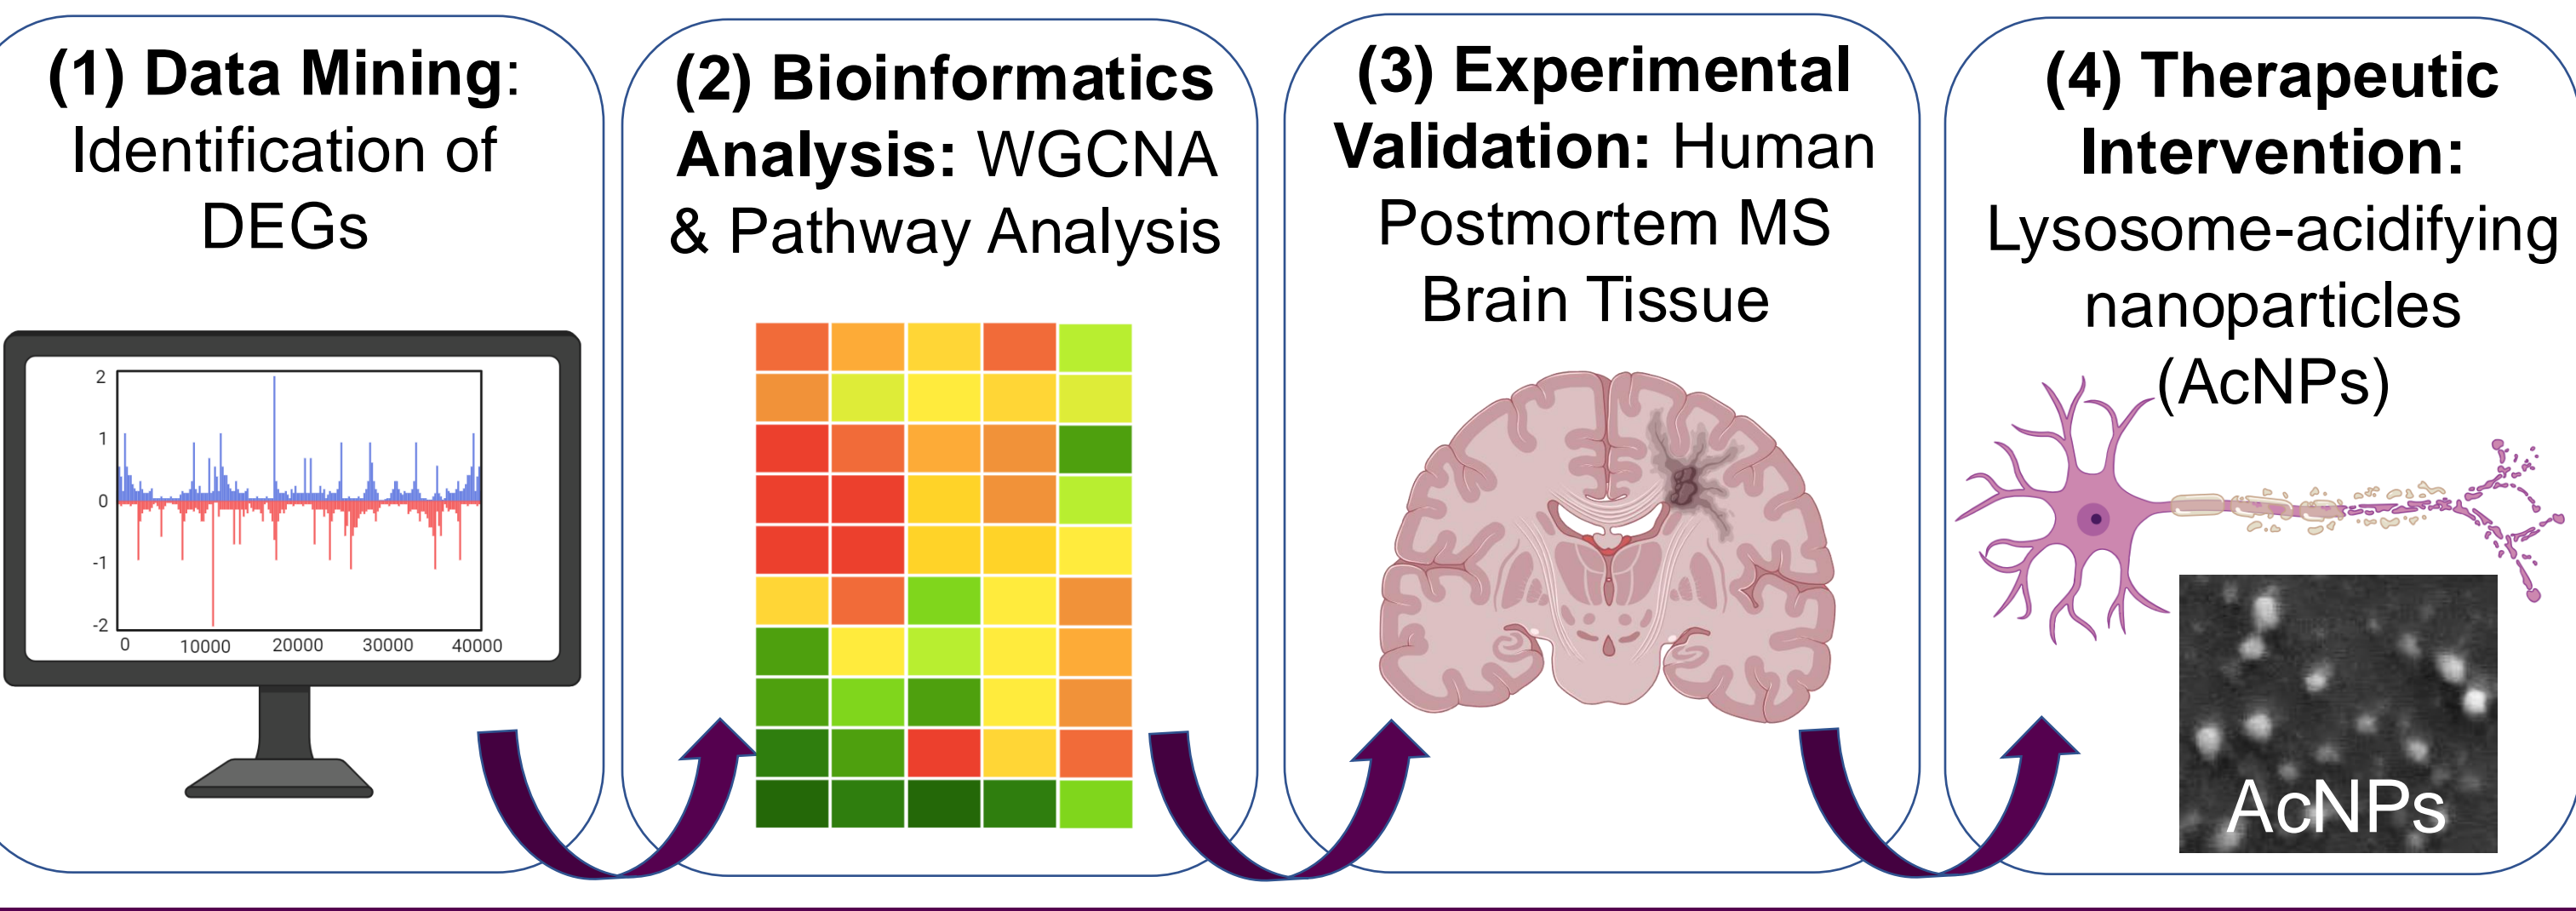 (1) Data Mining:
Identification of
DEGs
2
1
0
-1
-2
0 10000 20000 30000 40000
(2) Bioinformatics
Analysis: WGCNA
& Pathway Analysis
(3) Experimental
Validation: Human
Postmortem MS
Brain Tissue
(4) Therapeutic
Intervention:
Lysosome-acidifying
nanoparticles
(AcNPs)
AcNPs